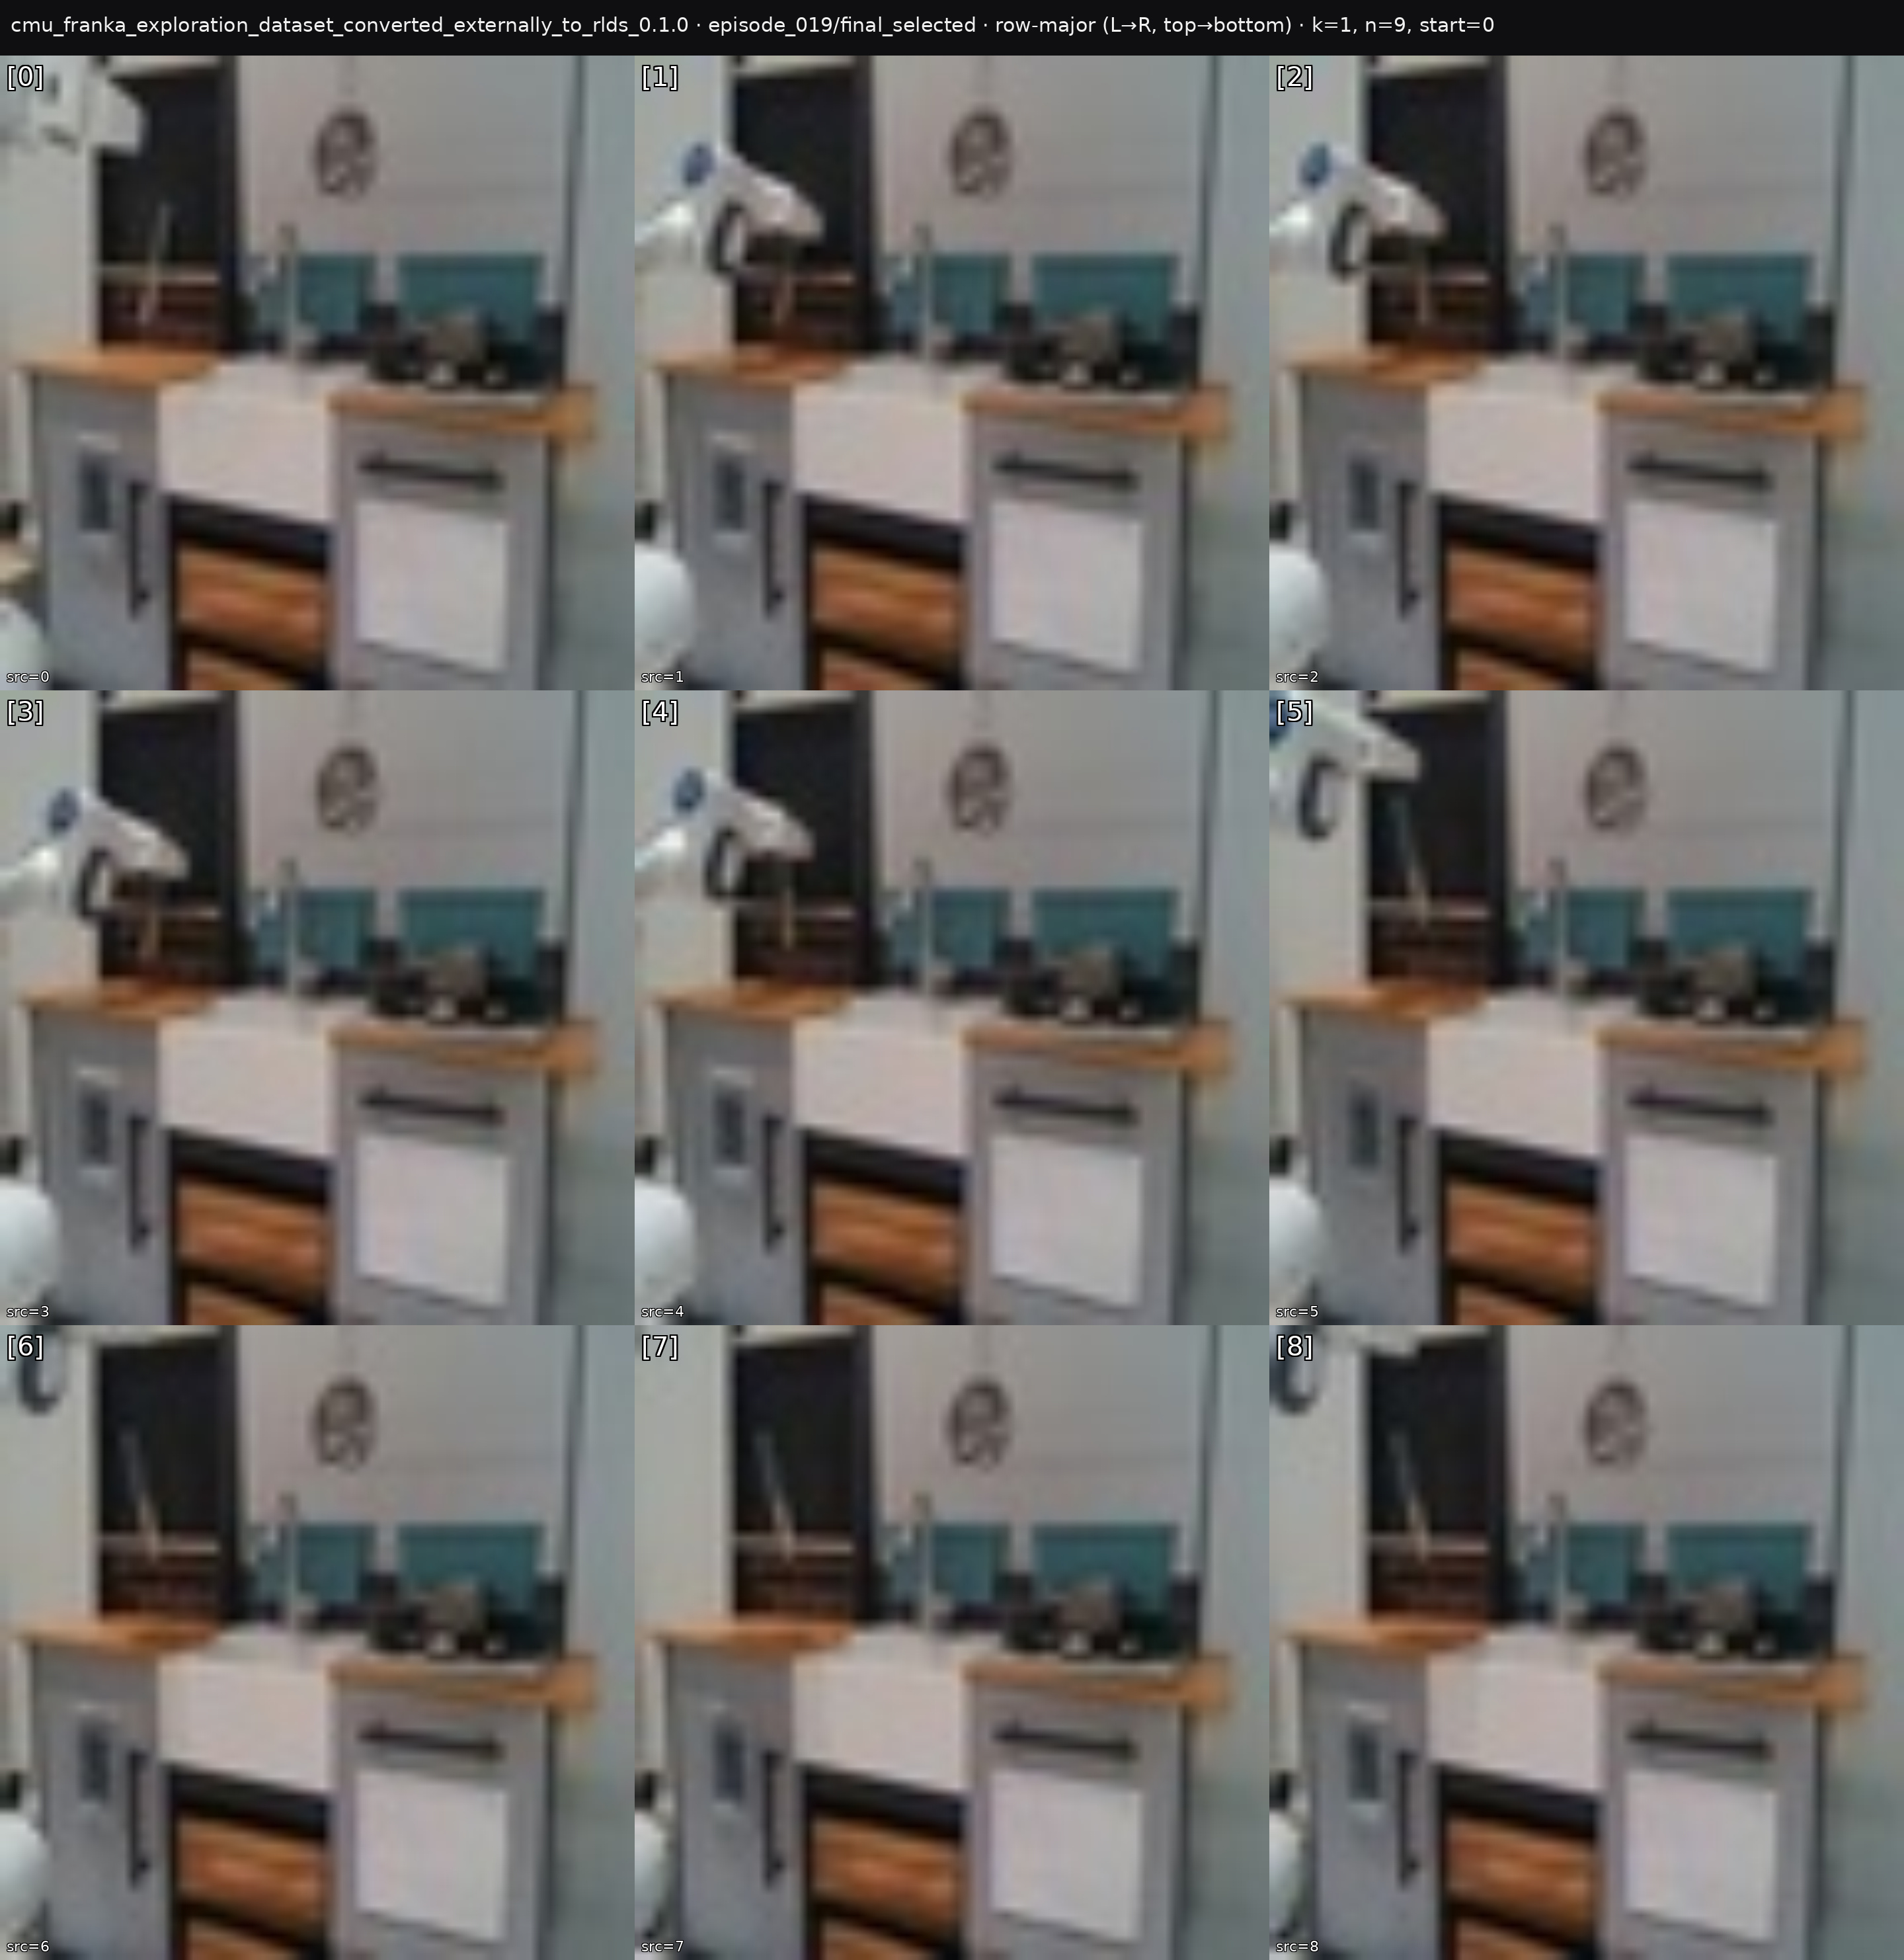 cmu_franka_exploration_dataset_converted_externally_to_rlds_0.1.0 · episode_019/final_selected · row-major (L→R, top→bottom) · k=1, n=9, start=0
[0]
[1]
[2]
src=0
src=1
src=2
[3]
[4]
[5]
src=3
src=4
src=5
[6]
[7]
[8]
src=6
src=7
src=8